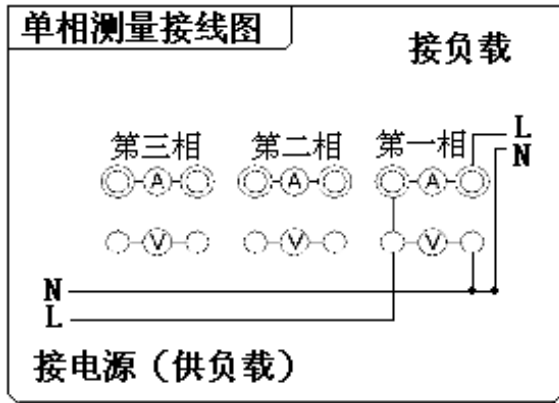 单相测量接线图
接负载
第三相 第二相 第一相
L
N
A A A
V V V
N
L
接电源（供负载）